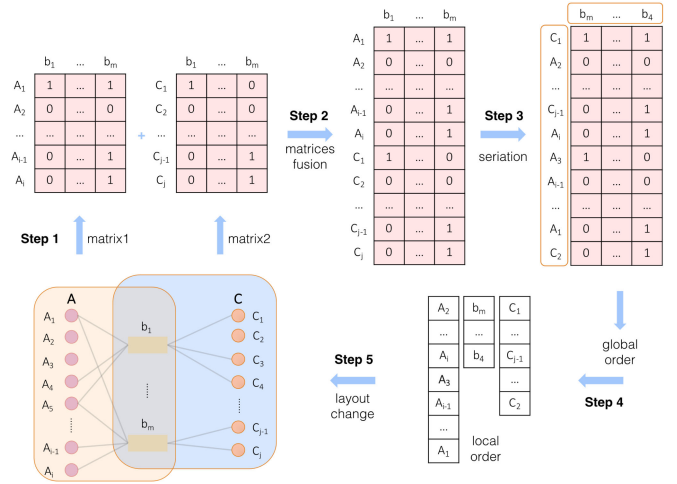 b1 ... bm
A1 1 ... 1
A2 0 ... 0
... ... ... ...
Ai-1 0 ... 1
Ai 0 ... 1
+
b1 ... bm
C1 1 ... 0
C2 0 ... 0
... ... ... ...
Cj-1 0 ... 1
Cj 0 ... 1
Step 1
matrix1
matrix2
Step 2
matrices
fusion
b1 ... bm
A1 1 ... 1
A2 0 ... 0
... ... ... ...
Ai-1 0 ... 1
Ai 0 ... 1
C1 1 ... 0
C2 0 ... 0
... ... ... ...
Cj-1 0 ... 1
Cj 0 ... 1
Step 3
seriation
bm ... b4
C1 1 ... 1
A2 0 ... 0
... ... ... ...
Cj-1 0 ... 1
Ai 0 ... 1
A3 1 ... 0
Ai-1 0 ... 0
... ... ... ...
A1 0 ... 1
C2 0 ... 1
global
order
Step 4
A2
...
Ai
A3
Ai-1
...
A1
bm
...
b4
C1
...
Cj-1
...
C2
local
order
Step 5
layout
change
A
A1
A2
A3
A4
A5
Ai-1
Ai
b1
bm
C
C1
C2
C3
C4
Cj-1
Cj